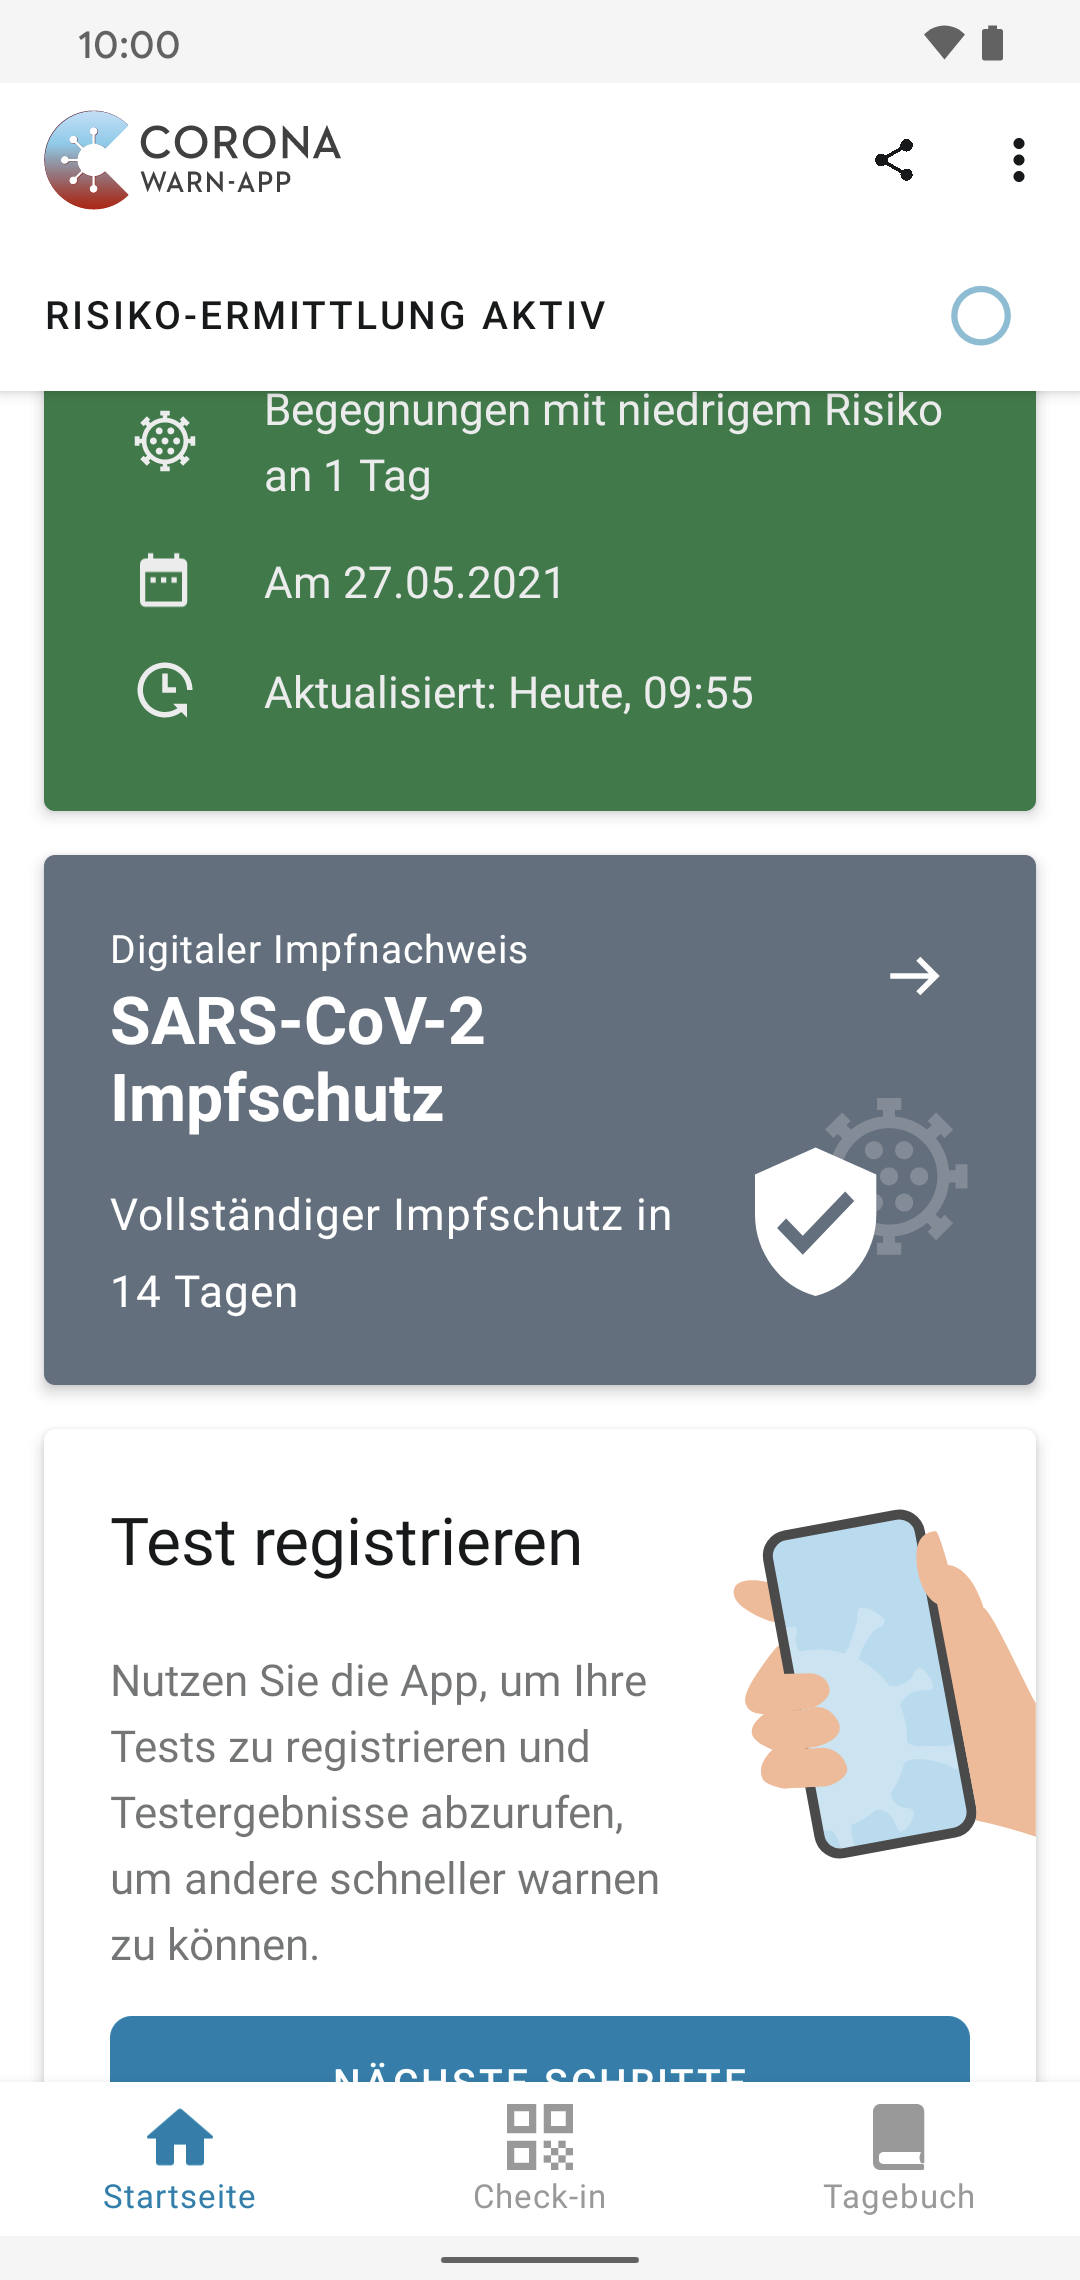 10:00
CORONA
WARN-APP
RISIKO-ERMITTLUNG AKTIV
Begegnungen mit niedrigem Risiko
an 1 Tag
Am 27.05.2021
Aktualisiert: Heute, 09:55
Digitaler Impfnachweis
SARS-CoV-2
Impfschutz
Vollständiger Impfschutz in
14 Tagen
Test registrieren
Nutzen Sie die App, um Ihre
Tests zu registrieren und
Testergebnisse abzurufen,
um andere schneller warnen
zu können.
NÄCHSTE SCHRITTE
Startseite
Check-in
Tagebuch